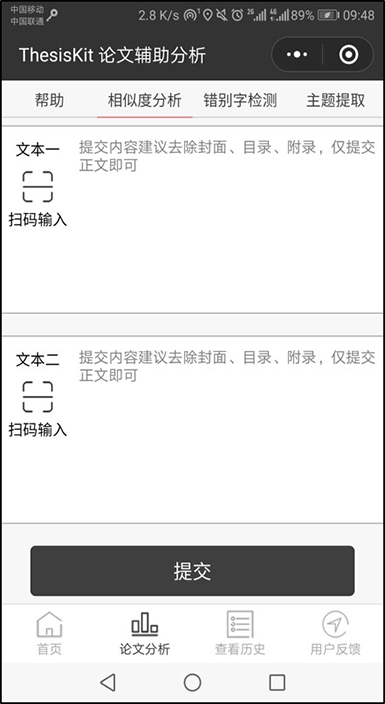 中国移动
中国联通
2.8 K/s 89% 09:48
ThesisKit 论文辅助分析
帮助 相似度分析 错别字检测 主题提取
文本一
提交内容建议去除封面、目录、附录，仅提交
正文即可
扫码输入
文本二
提交内容建议去除封面、目录、附录，仅提交
正文即可
扫码输入
提交
首页 论文分析 查看历史 用户反馈